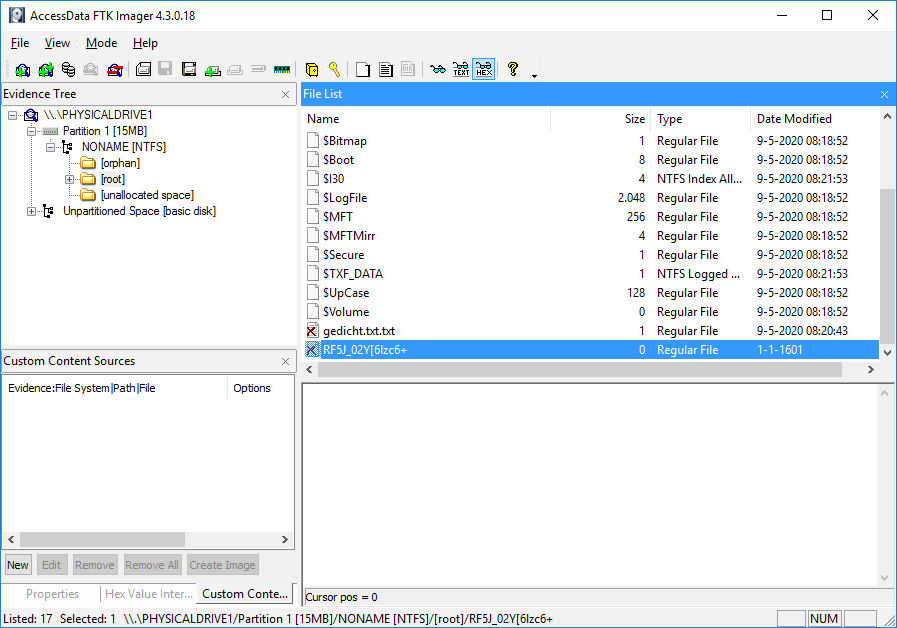 AccessData FTK Imager 4.3.0.18
File View Mode Help
TEXT HEX
Evidence Tree
\\.\PHYSICALDRIVE1
Partition 1 [15MB]
NONAME [NTFS]
[orphan]
[root]
[unallocated space]
Unpartitioned Space [basic disk]
File List
Name Size Type Date Modified
$Bitmap 1 Regular File 9-5-2020 08:18:52
$Boot 8 Regular File 9-5-2020 08:18:52
$I30 4 NTFS Index All... 9-5-2020 08:21:53
$LogFile 2.048 Regular File 9-5-2020 08:18:52
$MFT 256 Regular File 9-5-2020 08:18:52
$MFTMirr 4 Regular File 9-5-2020 08:18:52
$Secure 1 Regular File 9-5-2020 08:18:52
$TXF_DATA 1 NTFS Logged ... 9-5-2020 08:21:53
$UpCase 128 Regular File 9-5-2020 08:18:52
$Volume 0 Regular File 9-5-2020 08:18:52
gedicht.txt.txt 1 Regular File 9-5-2020 08:20:43
RF5J_02Y[6lzc6+ 0 Regular File 1-1-1601
Custom Content Sources
Evidence:File System|Path|File Options
New Edit Remove Remove All Create Image
Properties Hex Value Inter... Custom Conte...
Cursor pos = 0
Listed: 17 Selected: 1 \\.\PHYSICALDRIVE1/Partition 1 [15MB]/NONAME [NTFS]/[root]/RF5J_02Y[6lzc6+ NUM